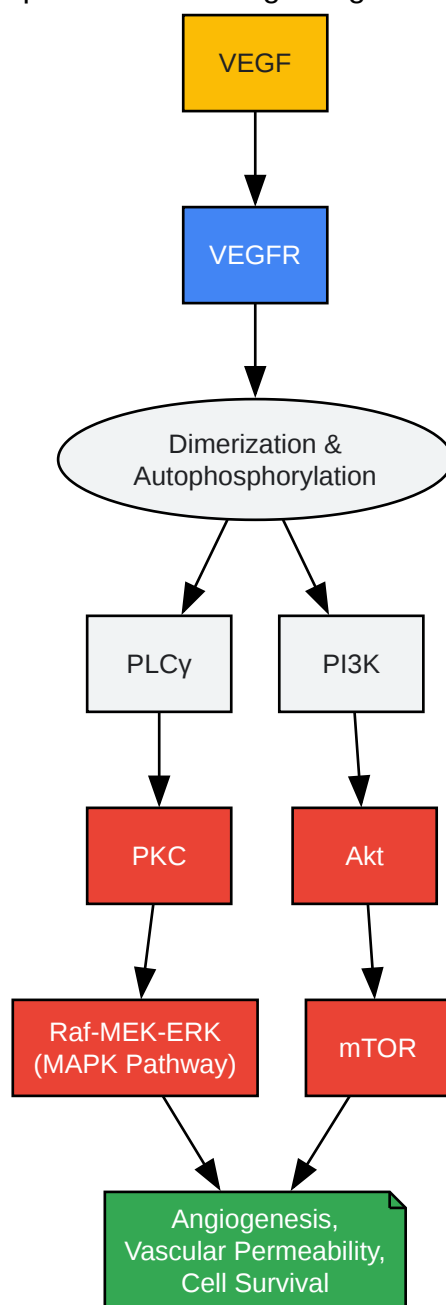 VEGF
VEGFR
Dimerization &
Autophosphorylation
PLCγ
PI3K
PKC
Akt
Raf-MEK-ERK
(MAPK Pathway)
mTOR
Angiogenesis,
Vascular Permeability,
Cell Survival